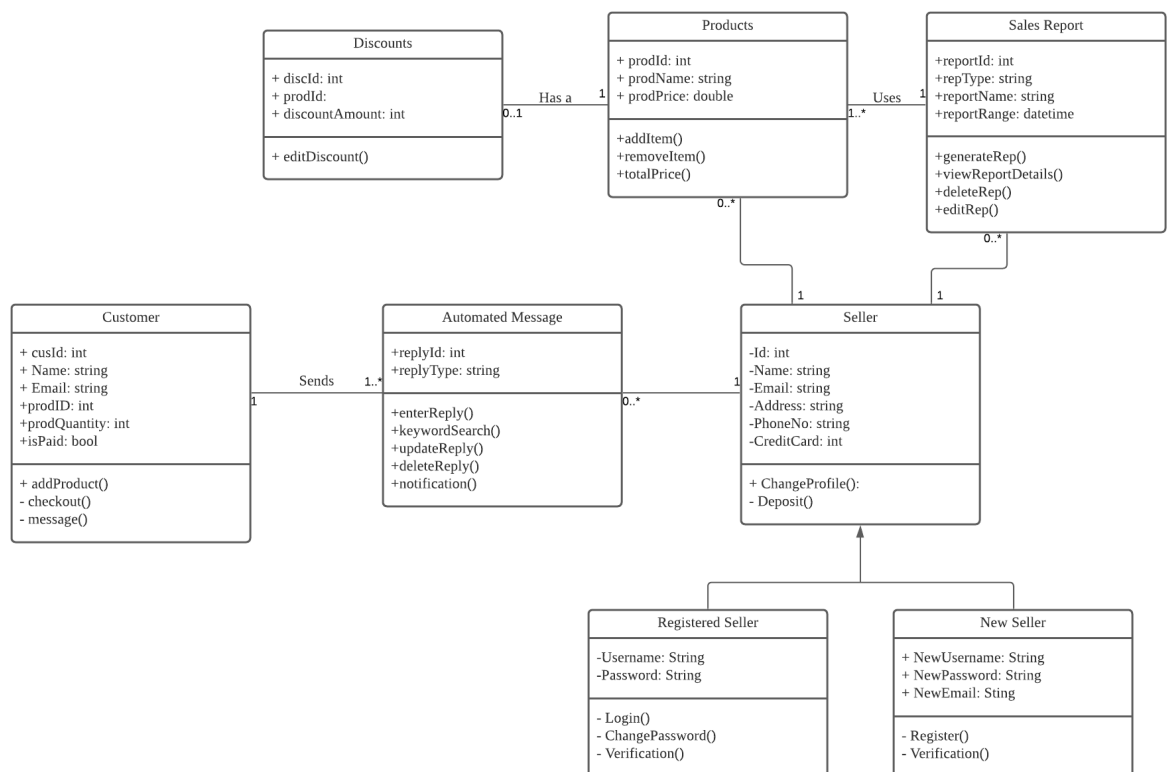 Discounts
+ discId: int
+ prodId:
+ discountAmount: int
+ editDiscount()
Has a
0..1
1
Products
+ prodId: int
+ prodName: string
+ prodPrice: double
+addItem()
+removeItem()
+totalPrice()
Uses
1..*
1
Sales Report
+reportId: int
+repType: string
+reportName: string
+reportRange: datetime
+generateRep()
+viewReportDetails()
+deleteRep()
+editRep()
0..*
0..*
1
1
Customer
+ cusId: int
+ Name: string
+ Email: string
+prodID: int
+prodQuantity: int
+isPaid: bool
+ addProduct()
- checkout()
- message()
Sends
1
1..*
Automated Message
+replyId: int
+replyType: string
+enterReply()
+keywordSearch()
+updateReply()
+deleteReply()
+notification()
0..*
1
Seller
-Id: int
-Name: string
-Email: string
-Address: string
-PhoneNo: string
-CreditCard: int
+ ChangeProfile():
- Deposit()
Registered Seller
-Username: String
-Password: String
- Login()
- ChangePassword()
- Verification()
New Seller
+ NewUsername: String
+ NewPassword: String
+ NewEmail: Sting
- Register()
- Verification()